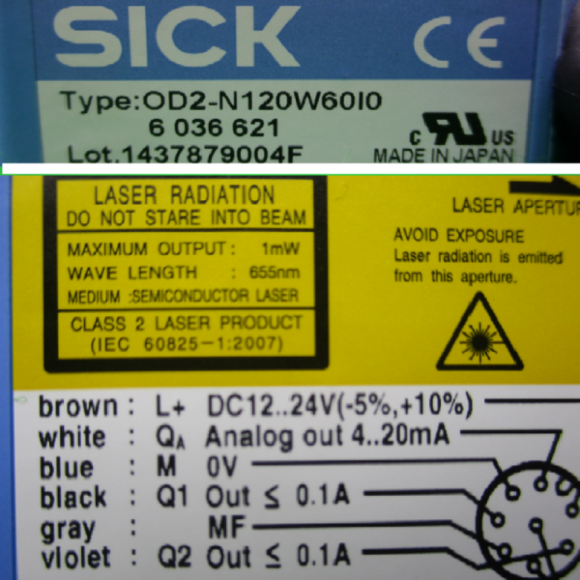 SICK CE
Type:OD2-N120W60I0
6 036 621
Lot.1437879004F
c RU US
MADE IN JAPAN
LASER RADIATION
DO NOT STARE INTO BEAM
MAXIMUM OUTPUT : 1mW
WAVE LENGTH : 655nm
MEDIUM :SEMICONDUCTOR LASER
CLASS 2 LASER PRODUCT
(IEC 60825-1:2007)
LASER APERTU
AVOID EXPOSURE
Laser radiation is emitted
from this aperture.
brown : L+ DC12..24V(-5%,+10%)
white : QA Analog out 4..20mA
blue : M 0V
black : Q1 Out ≤ 0.1A
gray : MF
violet : Q2 Out ≤ 0.1A